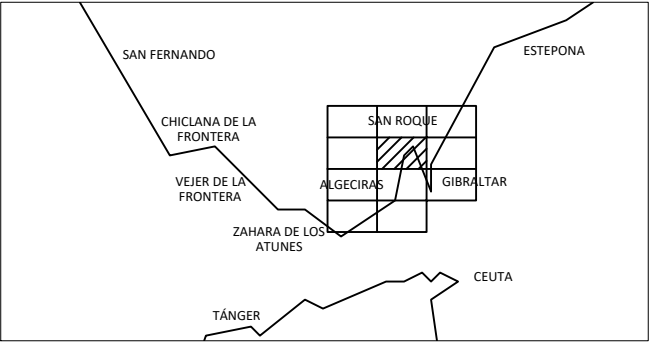 SAN FERNANDO
ESTEPONA
CHICLANA DE LA
FRONTERA
SAN ROQUE
VEJER DE LA
FRONTERA
ALGECIRAS
GIBRALTAR
ZAHARA DE LOS
ATUNES
CEUTA
TÁNGER